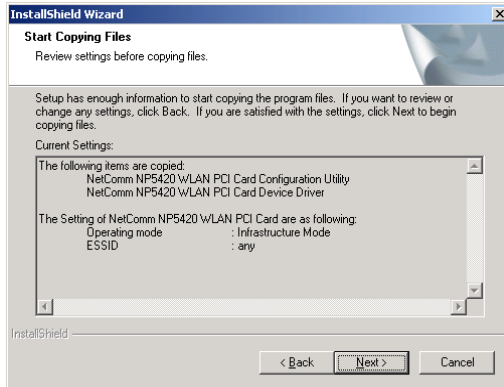 InstallShield Wizard
Start Copying Files
Review settings before copying files.
Setup has enough information to start copying the program files. If you want to review or
change any settings, click Back. If you are satisfied with the settings, click Next to begin
copying files.
Current Settings:
The following items are copied:
NetComm NP5420 WLAN PCI Card Configuration Utility
NetComm NP5420 WLAN PCI Card Device Driver
The Setting of NetComm NP5420 WLAN PCI Card are as following:
Operating mode : Infrastructure Mode
ESSID : any
InstallShield
< Back Next > Cancel